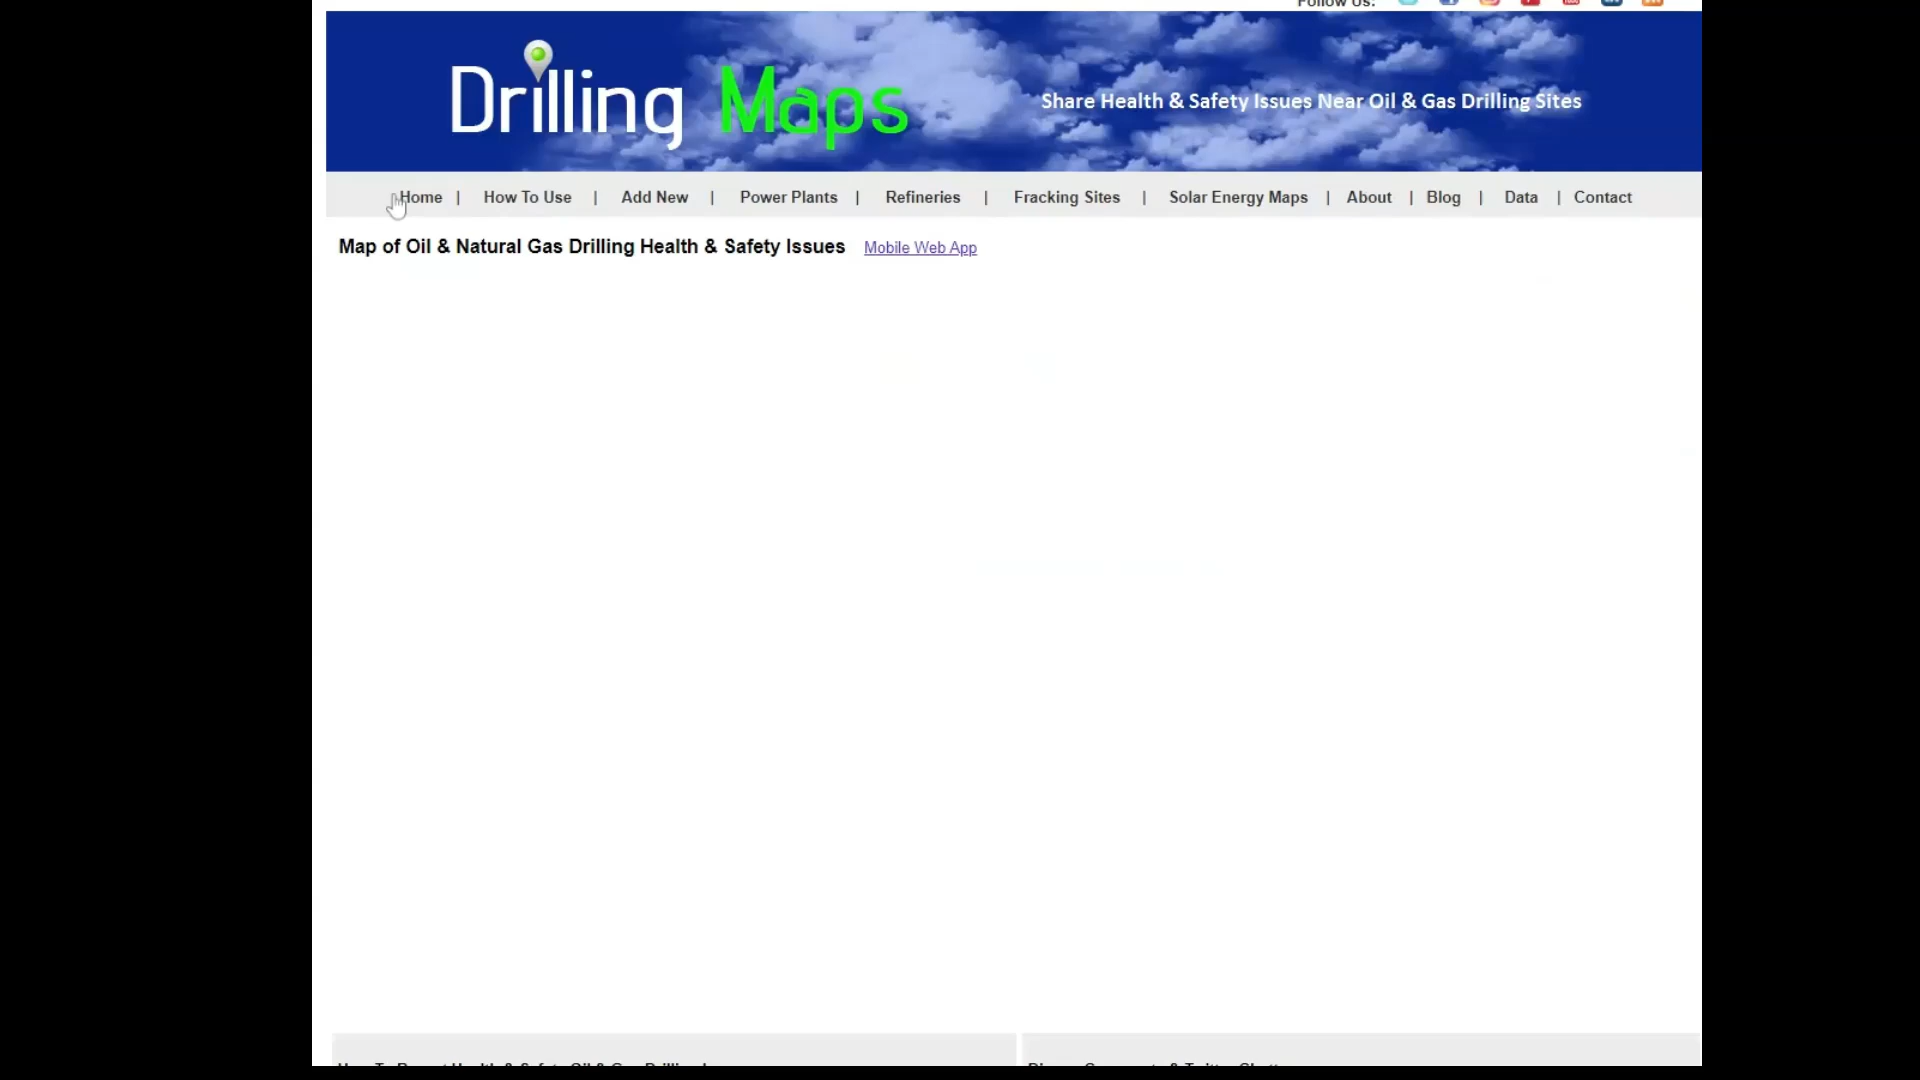 Follow Us:
Drilling Maps
Share Health & Safety Issues Near Oil & Gas Drilling Sites
Home | How To Use | Add New | Power Plants | Refineries | Fracking Sites | Solar Energy Maps | About | Blog | Data | Contact
Map of Oil & Natural Gas Drilling Health & Safety Issues Mobile Web App